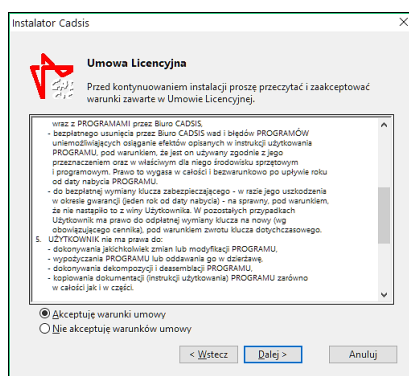 Instalator Cadsis
Umowa Licencyjna
Przed kontynuowaniem instalacji proszę przeczytać i zaakceptować
warunki zawarte w Umowie Licencyjnej.
wraz z PROGRAMAMI przez Biuro CADSIS,
- bezpłatnego usunięcia przez Biuro CADSIS wad i błędów PROGRAMÓW
uniemożliwiających osiąganie efektów opisanych w instrukcji użytkowania
PROGRAMU, pod warunkiem, że jest on używany zgodnie z jego
przeznaczeniem oraz w właściwym dla niego środowisku sprzętowym
i programowym. Prawo to wygasa w całości i bezwarunkowo po upływie roku
od daty nabycia PROGRAMU.
- do bezpłatnej wymiany klucza zabezpieczającego - w razie jego uszkodzenia
w okresie gwarancji (jeden rok od daty nabycia) - na sprawny, pod warunkiem,
że nie nastąpiło to z winy Użytkownika. W pozostałych przypadkach
Użytkownik ma prawo do odpłatnej wymiany klucza na nowy (wg
obowiązującego cennika), pod warunkiem zwrotu klucza dotychczasowego.
5. UŻYTKOWNIK nie ma prawa do:
- dokonywania jakichkolwiek zmian lub modyfikacji PROGRAMU,
- wypożyczania PROGRAMU lub oddawania go w dzierżawę,
- dokonywania dekompozycji i deasemblacji PROGRAMU,
- kopiowania dokumentacji (instrukcji użytkowania) PROGRAMU zarówno
w całości jak i w części.
Akceptuję warunki umowy
Nie akceptuję warunków umowy
< Wstecz
Dalej >
Anuluj